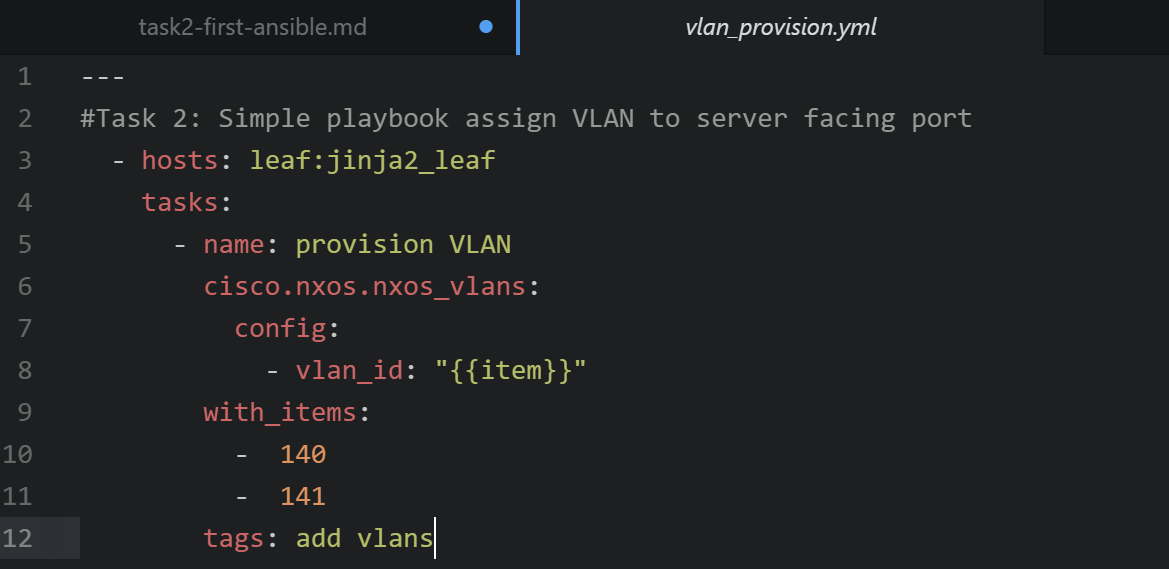 task2-first-ansible.md vlan_provision.yml
1 ---
2 #Task 2: Simple playbook assign VLAN to server facing port
3   - hosts: leaf:jinja2_leaf
4     tasks:
5       - name: provision VLAN
6         cisco.nxos.nxos_vlans:
7           config:
8             - vlan_id: "{{item}}"
9         with_items:
10          -  140
11          -  141
12        tags: add vlans